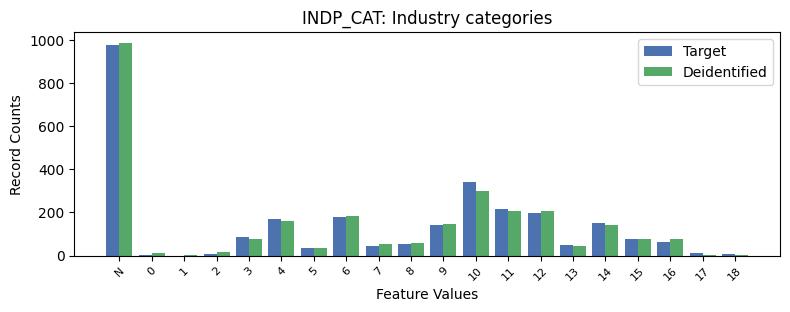 INDP_CAT: Industry categories
1000
800
600
400
200
0
Record Counts
Target
Deidentified
N 0 1 2 3 4 5 6 7 8 9 10 11 12 13 14 15 16 17 18
Feature Values